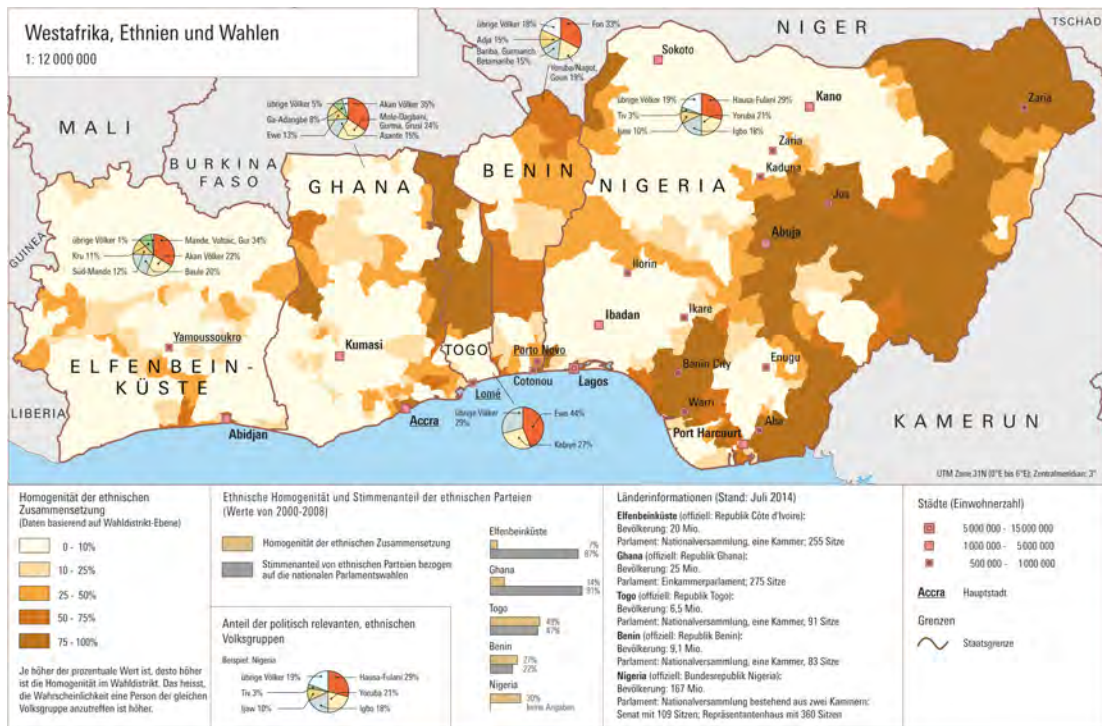 Westafrika, Ethnien und Wahlen
1: 12 000 000
MALI
BURKINA
FASO
NIGER
TSCHAD
GUINEA
LIBERIA
KAMERUN
GHANA
BENIN
NIGERIA
TOGO
ELFENBEIN-
KÜSTE
übrige Völker 18%
Fon 33%
Adja 15%
Bariba, Gurmanch
Betamaribe 15%
Yoruba/Nagot,
Goun 19%
übrige Völker 5%
Akan Völker 35%
Ga-Adangbe 8%
Mole-Dagbani,
Gurma, Grusi 24%
Ewe 13%
Asante 15%
übrige Völker 19%
Hausa-Fulani 29%
Tiv 3%
Yoruba 21%
Ijaw 10%
Igbo 18%
übrige Völker 1%
Mande, Voltaic, Gur 34%
Kru 11%
Akan Völker 22%
Süd-Mande 12%
Baule 20%
übrige Völker
29%
Ewe 44%
Kabiye 27%
Sokoto
Kano
Zaria
Zaria
Kaduna
Jos
Abuja
Ilorin
Ibadan
Ikare
Banin City
Enugu
Warri
Aba
Port Harcourt
Lagos
Porto Novo
Cotonou
Lomé
Accra
Kumasi
Yamoussoukro
Abidjan
UTM Zone 31N (0°E bis 6°E); Zentralmeridian: 3°
Homogenität der ethnischen
Zusammensetzung
(Daten basierend auf Wahldistrikt-Ebene)
0 - 10%
10 - 25%
25 - 50%
50 - 75%
75 - 100%
Je höher der prozentuale Wert ist, desto höher
ist die Homogenität im Wahldistrikt. Das heisst,
die Wahrscheinlichkeit eine Person der gleichen
Volksgruppe anzutreffen ist höher.
Ethnische Homogenität und Stimmenanteil der ethnischen Parteien
(Werte von 2000-2008)
Homogenität der ethnischen Zusammensetzung
Stimmenanteil von ethnischen Parteien bezogen
auf die nationalen Parlamentswahlen
Anteil der politisch relevanten, ethnischen
Volksgruppen
Beispiel: Nigeria
übrige Völker 19%
Hausa-Fulani 29%
Tiv 3%
Yoruba 21%
Ijaw 10%
Igbo 18%
Elfenbeinküste
7%
87%
Ghana
14%
91%
Togo
49%
47%
Benin
27%
22%
Nigeria
30%
keine Angaben
Länderinformationen (Stand: Juli 2014)
Elfenbeinküste (offiziell: Republik Côte d'Ivoire):
Bevölkerung: 20 Mio.
Parlament: Nationalversammlung, eine Kammer; 255 Sitze
Ghana (offiziell: Republik Ghana):
Bevölkerung: 25 Mio.
Parlament: Einkammerparlament; 275 Sitze
Togo (offiziell: Republik Togo):
Bevölkerung: 6,5 Mio.
Parlament: Nationalversammlung, eine Kammer, 91 Sitze
Benin (offiziell: Republik Benin):
Bevölkerung: 9,1 Mio.
Parlament: Nationalversammlung, eine Kammer, 83 Sitze
Nigeria (offiziell: Bundesrepublik Nigeria):
Bevölkerung: 167 Mio.
Parlament: Nationalversammlung bestehend aus zwei Kammern:
Senat mit 109 Sitzen; Repräsentantenhaus mit 360 Sitzen
Städte (Einwohnerzahl)
5 000 000 - 15 000 000
1 000 000 - 5 000 000
500 000 - 1 000 000
Accra Hauptstadt
Grenzen
Staatsgrenze